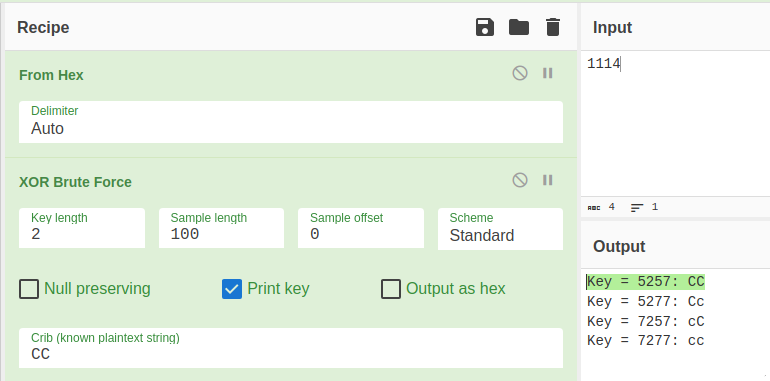 Recipe
From Hex
Delimiter
Auto
XOR Brute Force
Key length
2
Sample length
100
Sample offset
0
Scheme
Standard
Null preserving
Print key
Output as hex
Crib (known plaintext string)
CC
Input
1114
ABC 4 1
Output
Key = 5257: CC
Key = 5277: Cc
Key = 7257: cC
Key = 7277: cc